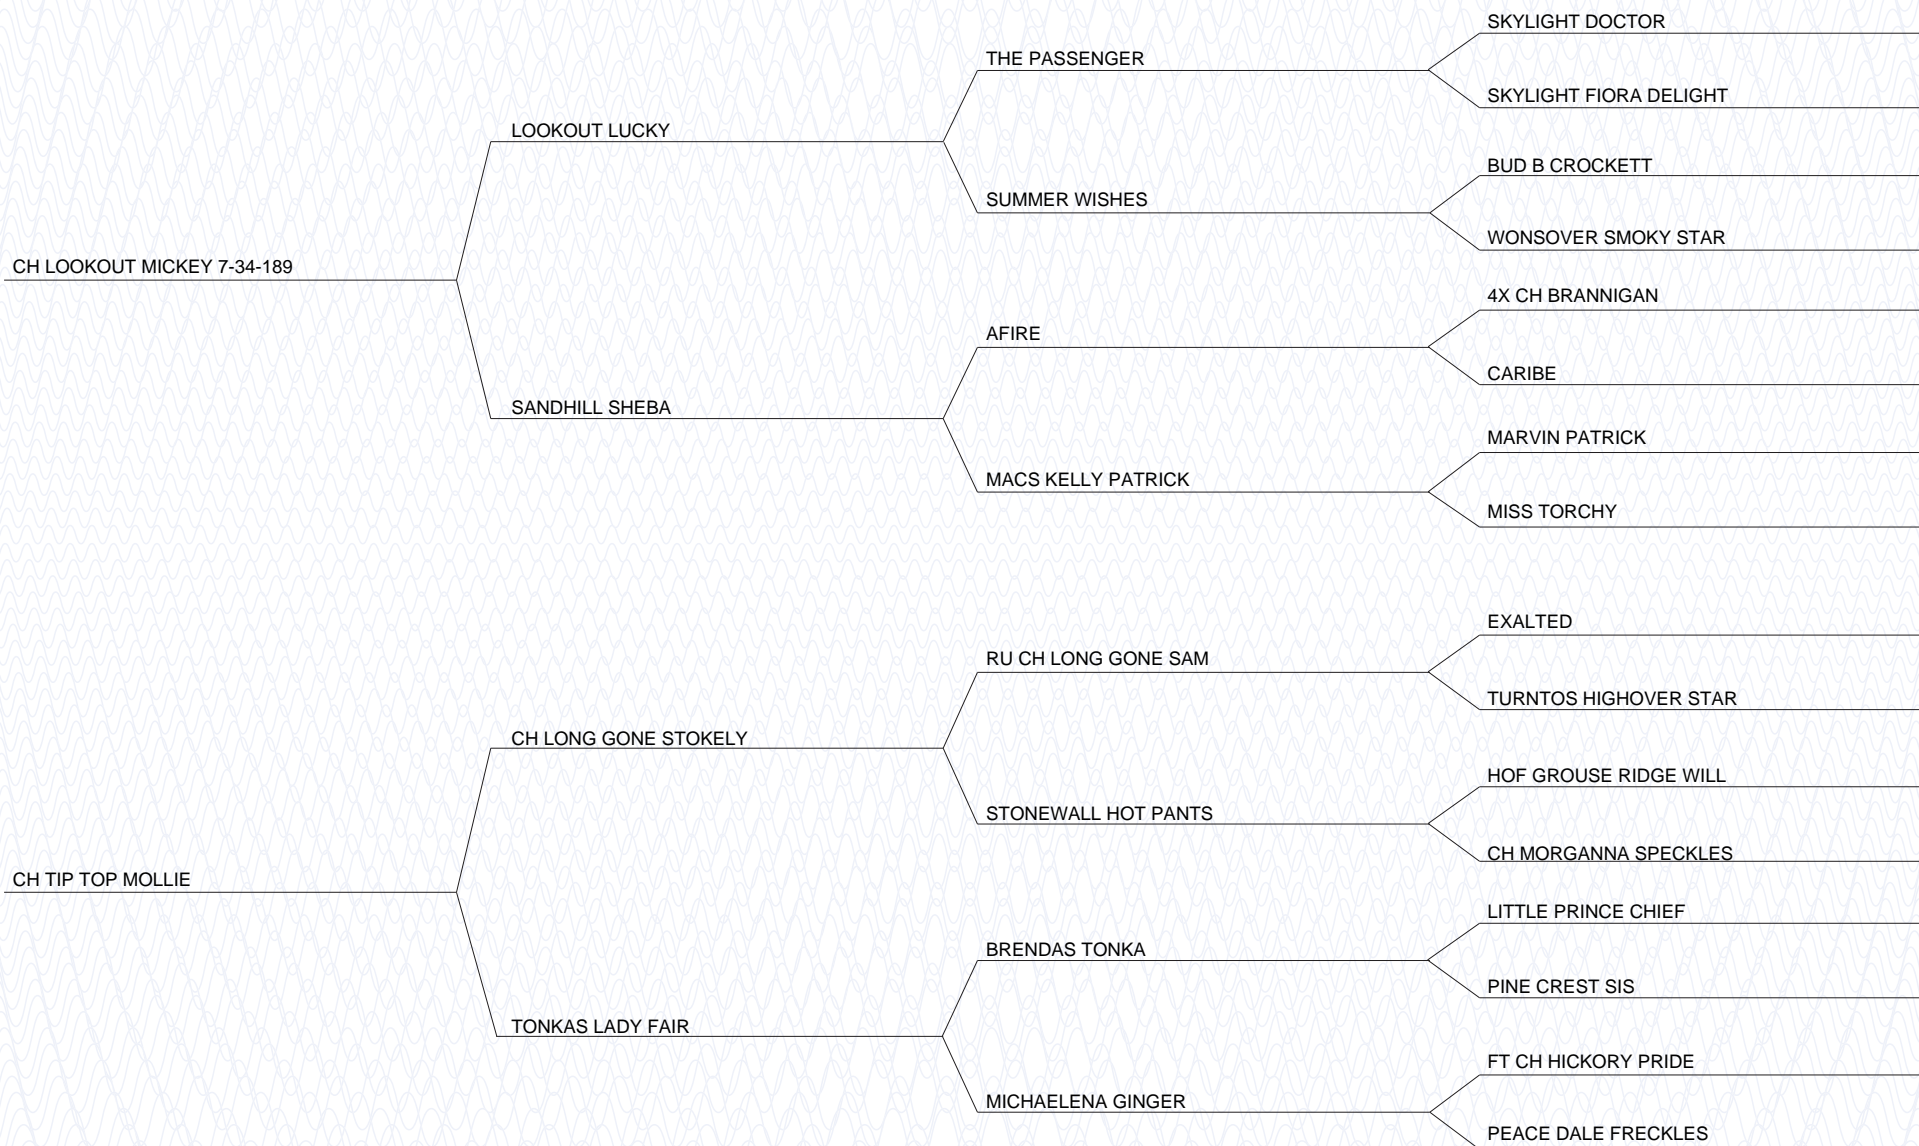 SKYLIGHT DOCTOR
THE PASSENGER
SKYLIGHT FIORA DELIGHT
LOOKOUT LUCKY
BUD B CROCKETT
SUMMER WISHES
WONSOVER SMOKY STAR
CH LOOKOUT MICKEY 7-34-189
4X CH BRANNIGAN
AFIRE
CARIBE
SANDHILL SHEBA
MARVIN PATRICK
MACS KELLY PATRICK
MISS TORCHY
EXALTED
RU CH LONG GONE SAM
TURNTOS HIGHOVER STAR
CH LONG GONE STOKELY
HOF GROUSE RIDGE WILL
STONEWALL HOT PANTS
CH MORGANNA SPECKLES
CH TIP TOP MOLLIE
LITTLE PRINCE CHIEF
BRENDAS TONKA
PINE CREST SIS
TONKAS LADY FAIR
FT CH HICKORY PRIDE
MICHAELENA GINGER
PEACE DALE FRECKLES